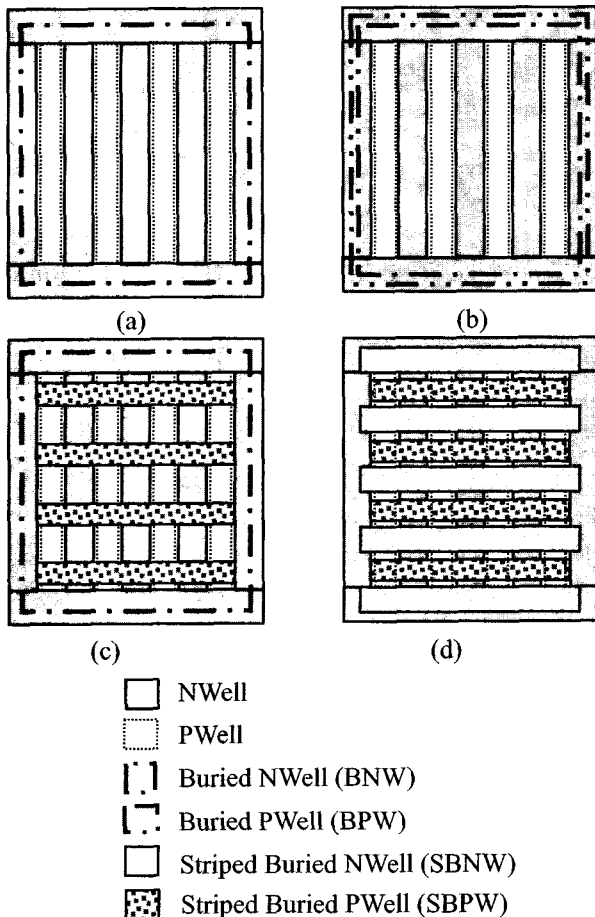 (a)
(b)
(c)
(d)
NWell
PWell
Buried NWell (BNW)
Buried PWell (BPW)
Striped Buried NWell (SBNW)
Striped Buried PWell (SBPW)